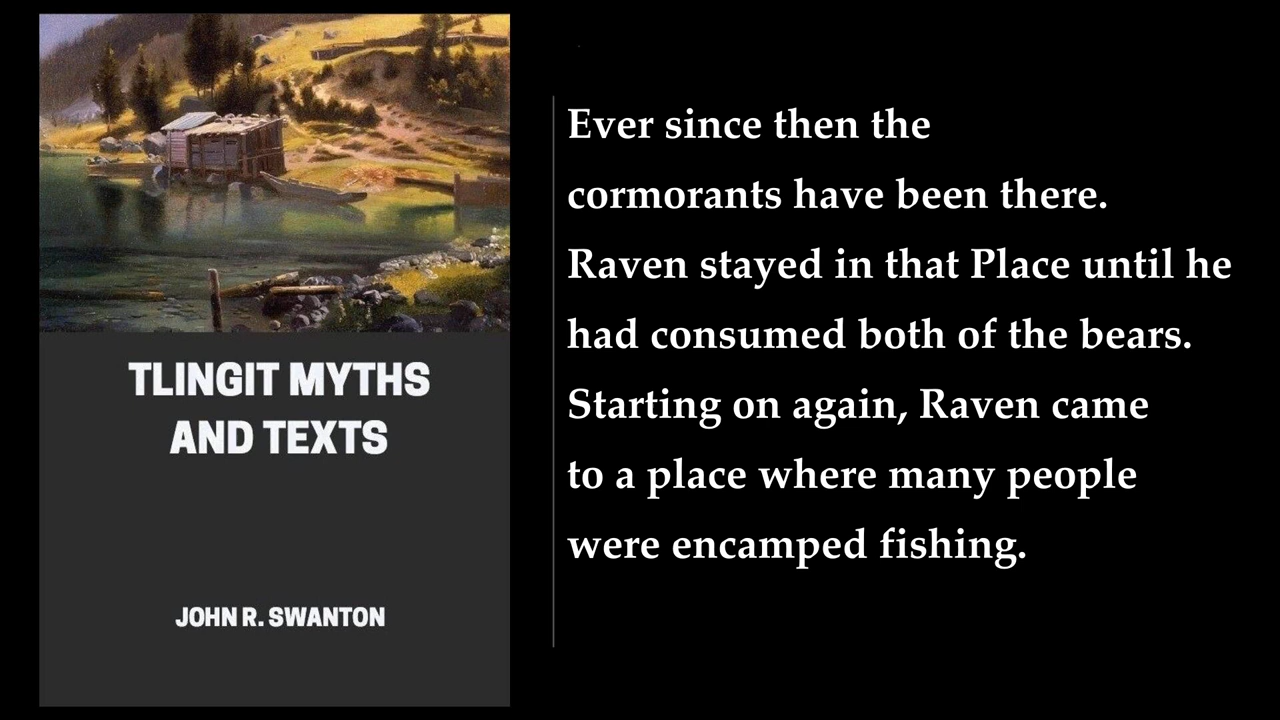 TLINGIT MYTHS
AND TEXTS
JOHN R. SWANTON
Ever since then the
cormorants have been there.
Raven stayed in that Place until he
had consumed both of the bears.
Starting on again, Raven came
to a place where many people
were encamped fishing.